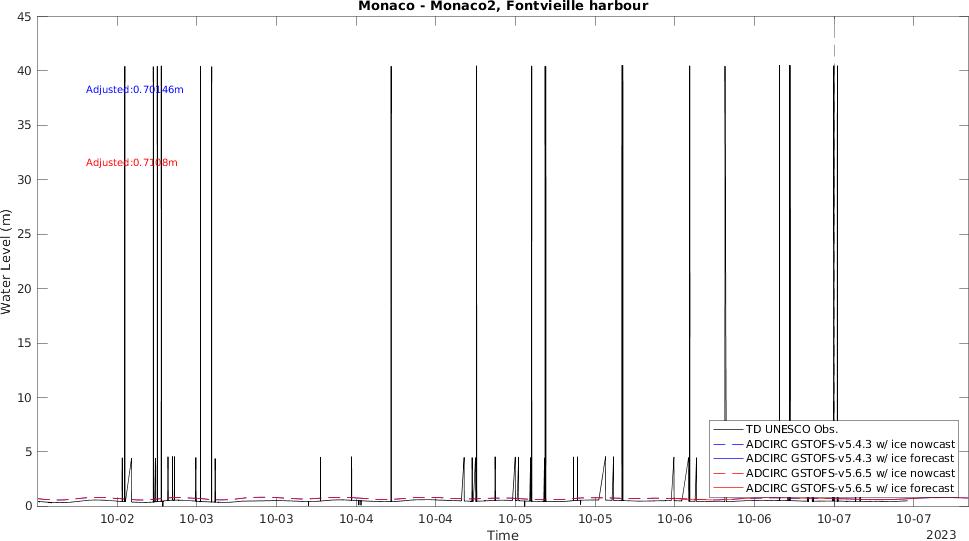 Monaco - Monaco2, Fontvieille harbour
Water Level (m)
45
40
35
30
25
20
15
10
5
0
Adjusted:0.70146m
Adjusted:0.7108m
TD UNESCO Obs.
ADCIRC GSTOFS-v5.4.3 w/ ice nowcast
ADCIRC GSTOFS-v5.4.3 w/ ice forecast
ADCIRC GSTOFS-v5.6.5 w/ ice nowcast
ADCIRC GSTOFS-v5.6.5 w/ ice forecast
10-02 10-03 10-03 10-04 10-04 10-05 10-05 10-06 10-06 10-07 10-07
Time
2023